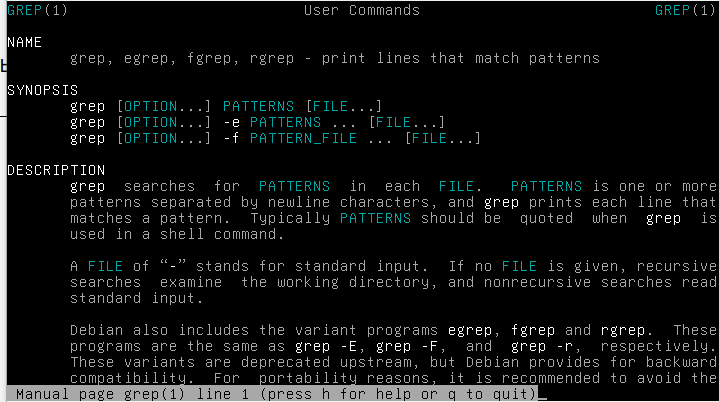 GREP(1) User Commands GREP(1)
NAME
grep, egrep, fgrep, rgrep - print lines that match patterns
SYNOPSIS
grep [OPTION...] PATTERNS [FILE...]
grep [OPTION...] -e PATTERNS ... [FILE...]
grep [OPTION...] -f PATTERN_FILE ... [FILE...]
DESCRIPTION
grep searches for PATTERNS in each FILE. PATTERNS is one or more
patterns separated by newline characters, and grep prints each line that
matches a pattern. Typically PATTERNS should be quoted when grep is
used in a shell command.
A FILE of “-” stands for standard input. If no FILE is given, recursive
searches examine the working directory, and nonrecursive searches read
standard input.
Debian also includes the variant programs egrep, fgrep and rgrep. These
programs are the same as grep -E, grep -F, and grep -r, respectively.
These variants are deprecated upstream, but Debian provides for backward
compatibility. For portability reasons, it is recommended to avoid the
Manual page grep(1) line 1 (press h for help or q to quit)